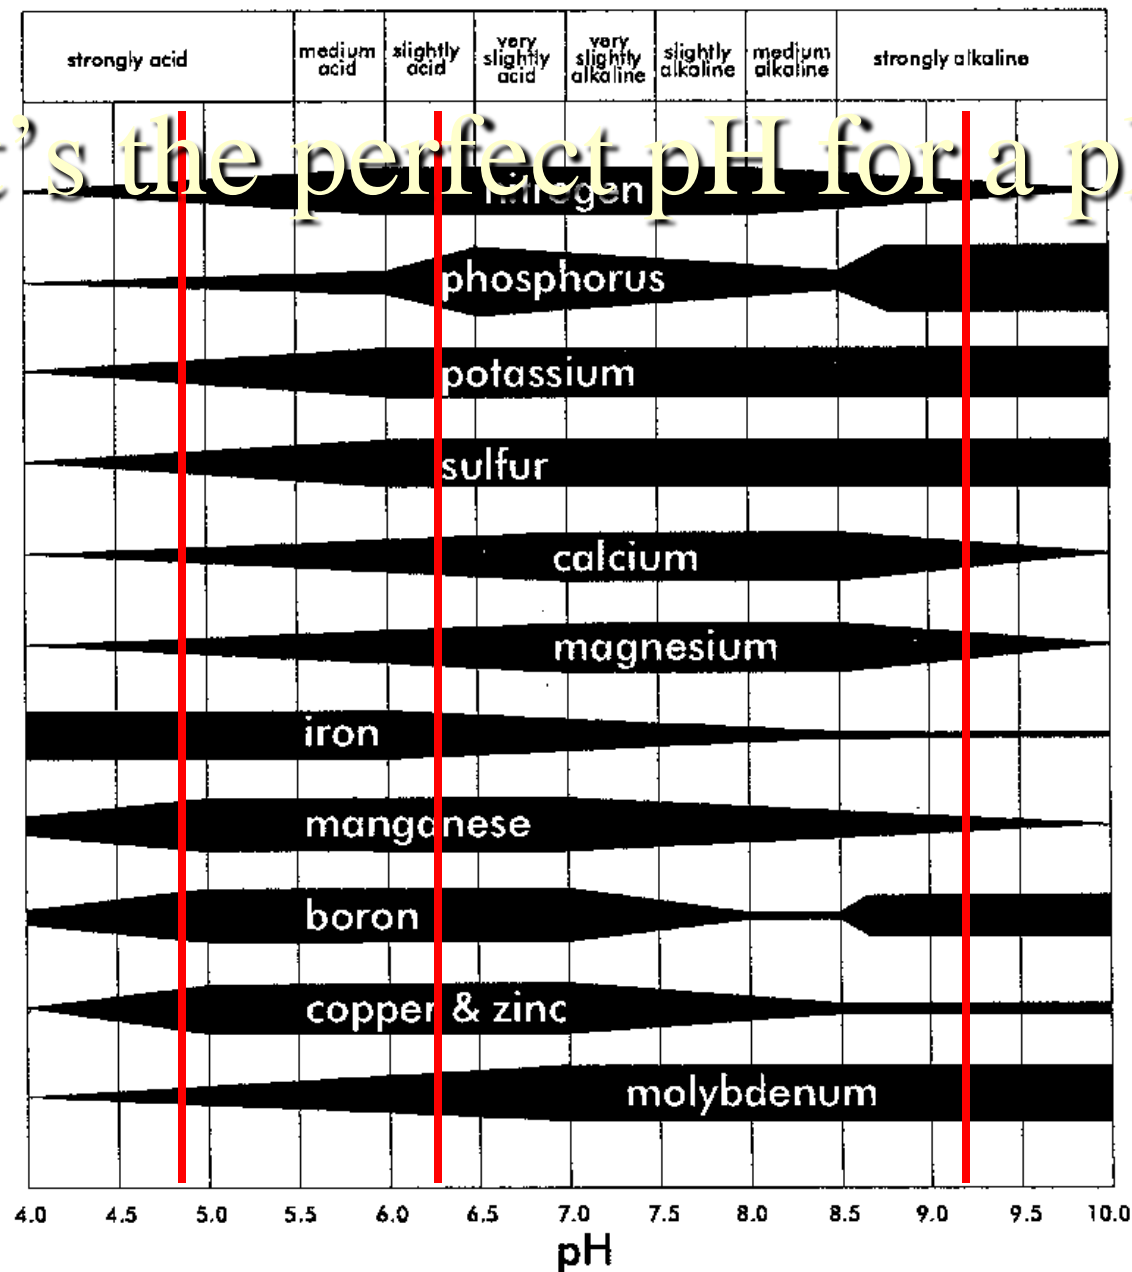 strongly acid
medium acid
slightly acid
very slightly acid
very slightly alkaline
slightly alkaline
medium alkaline
strongly alkaline
's the perfect pH for a
nitrogen
phosphorus
potassium
sulfur
calcium
magnesium
iron
manganese
boron
copper & zinc
molybdenum
4.0 4.5 5.0 5.5 6.0 6.5 7.0 7.5 8.0 8.5 9.0 9.5 10.0
pH